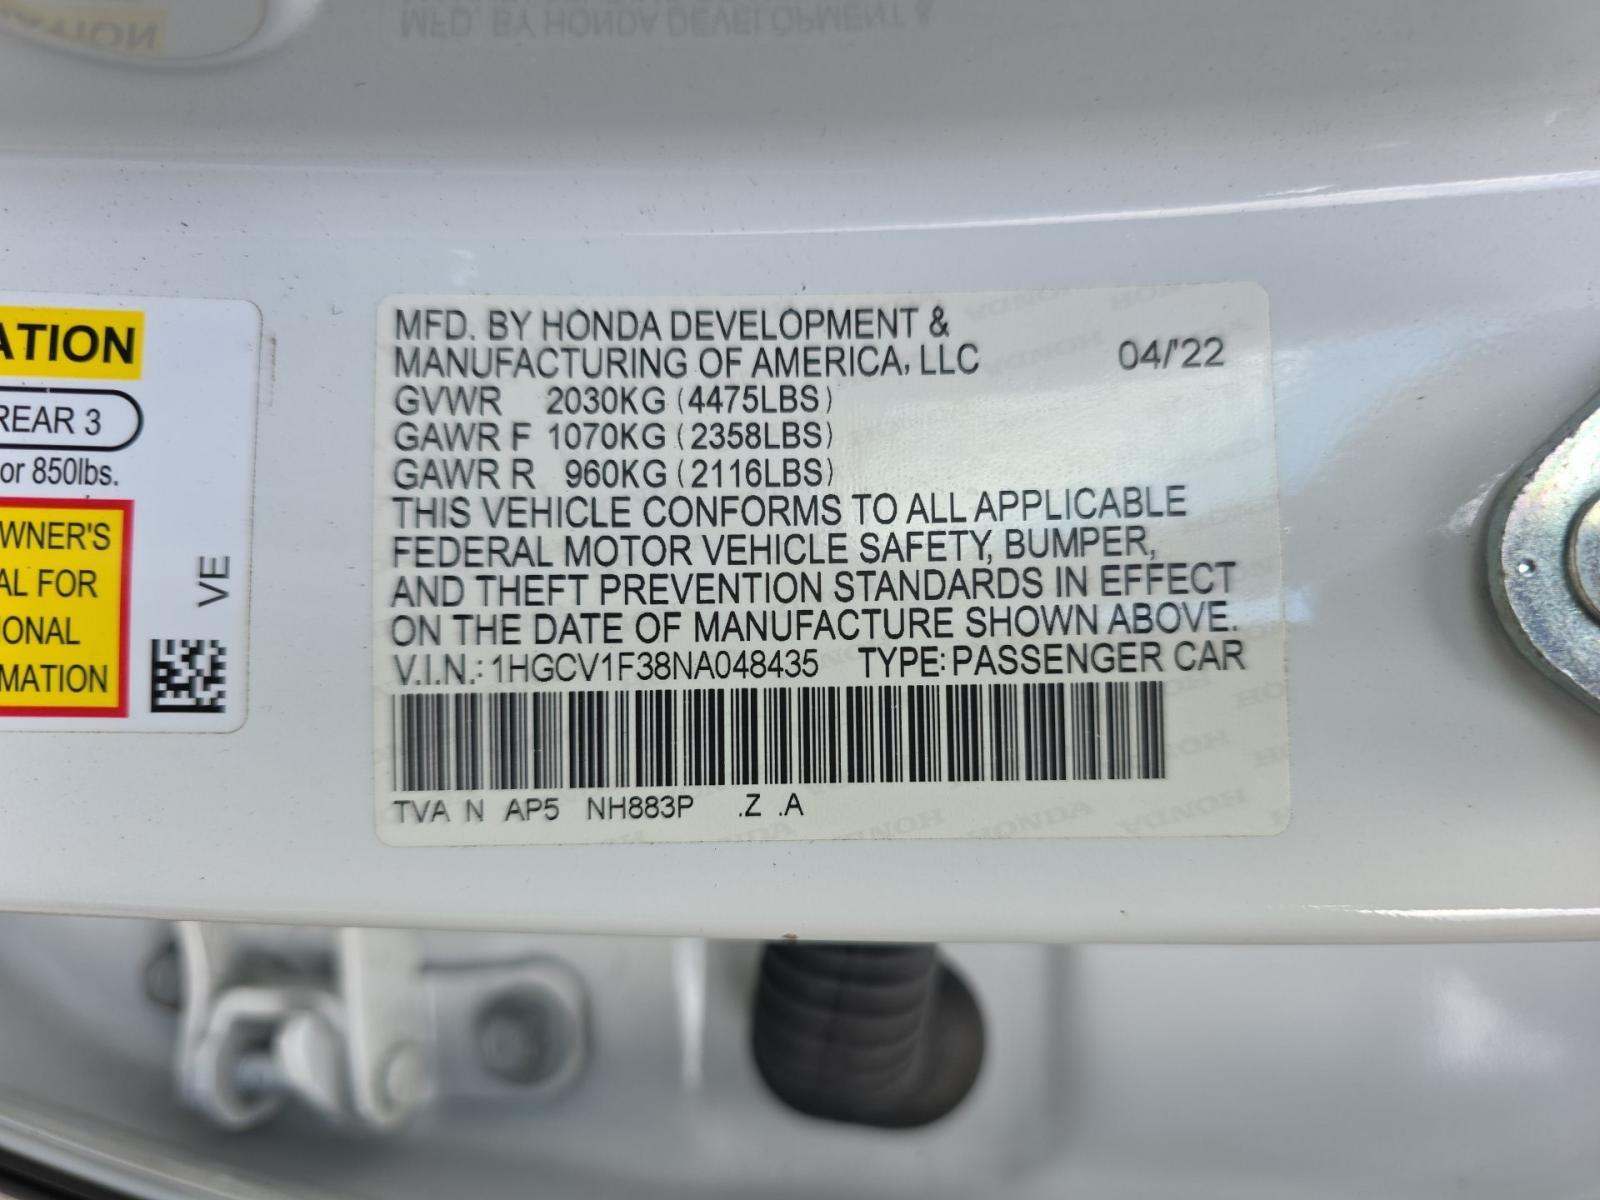 ATION
REAR 3
or 850lbs.
WNER'S
AL FOR
IONAL
MATION
VE
MFD. BY HONDA DEVELOPMENT &
MANUFACTURING OF AMERICA, LLC 04/'22
GVWR 2030KG (4475LBS)
GAWR F 1070KG (2358LBS)
GAWR R 960KG (2116LBS)
THIS VEHICLE CONFORMS TO ALL APPLICABLE
FEDERAL MOTOR VEHICLE SAFETY, BUMPER,
AND THEFT PREVENTION STANDARDS IN EFFECT
ON THE DATE OF MANUFACTURE SHOWN ABOVE.
V.I.N.: 1HGCV1F38NA048435 TYPE: PASSENGER CAR
TVA N AP5 NH883P .Z .A